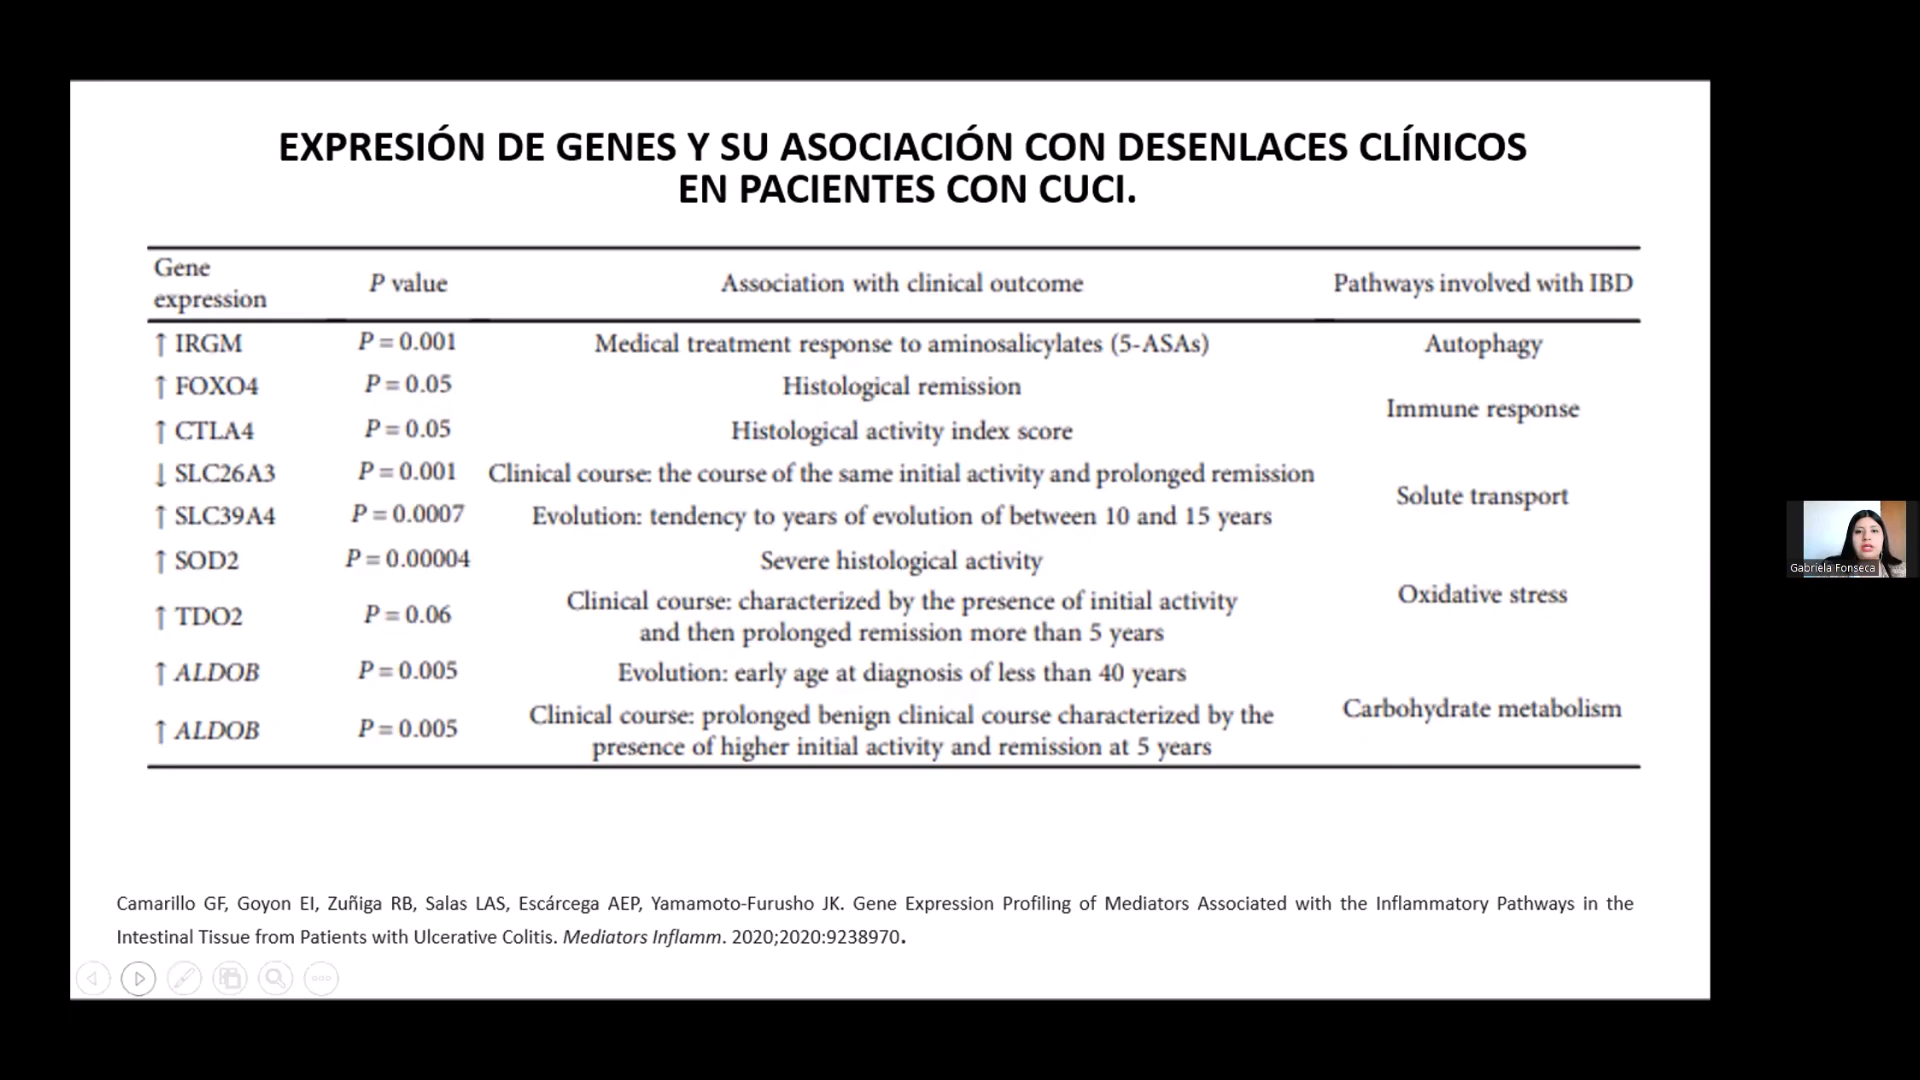 EXPRESIÓN DE GENES Y SU ASOCIACIÓN CON DESENLACES CLÍNICOS
EN PACIENTES CON CUCI.
Gene
expression
P value
Association with clinical outcome
Pathways involved with IBD
↑ IRGM P = 0.001 Medical treatment response to aminosalicylates (5-ASAs) Autophagy
↑ FOXO4 P = 0.05 Histological remission
Immune response
↑ CTLA4 P = 0.05 Histological activity index score
↓ SLC26A3 P = 0.001 Clinical course: the course of the same initial activity and prolonged remission
Solute transport
↑ SLC39A4 P = 0.0007 Evolution: tendency to years of evolution of between 10 and 15 years
↑ SOD2 P = 0.00004 Severe histological activity
Oxidative stress
↑ TDO2 P = 0.06 Clinical course: characterized by the presence of initial activity
and then prolonged remission more than 5 years
↑ ALDOB P = 0.005 Evolution: early age at diagnosis of less than 40 years
Carbohydrate metabolism
↑ ALDOB P = 0.005 Clinical course: prolonged benign clinical course characterized by the
presence of higher initial activity and remission at 5 years
Camarillo GF, Goyon EI, Zuñiga RB, Salas LAS, Escárcega AEP, Yamamoto-Furusho JK. Gene Expression Profiling of Mediators Associated with the Inflammatory Pathways in the
Intestinal Tissue from Patients with Ulcerative Colitis. Mediators Inflamm. 2020;2020:9238970.
Gabriela Fonseca